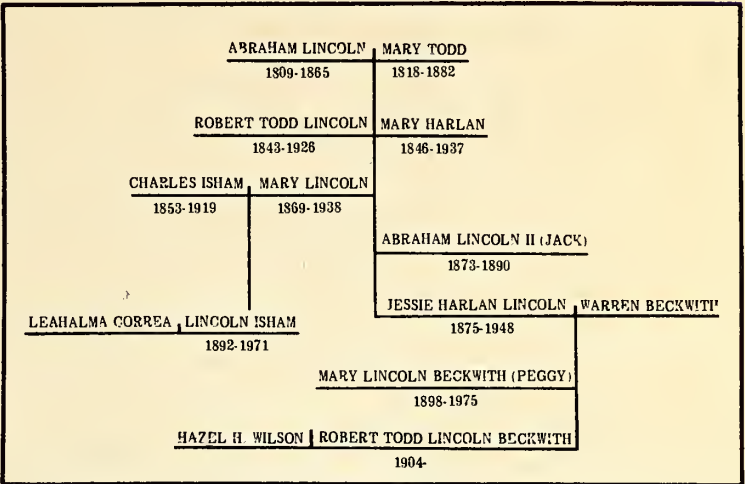 ABRAHAM LINCOLN MARY TODD
1809-1865 1818-1882
ROBERT TODD LINCOLN MARY HARLAN
1843-1926 1846-1937
CHARLES ISHAM MARY LINCOLN
1853-1919 1869-1938
ABRAHAM LINCOLN II (JACK)
1873-1890
JESSIE HARLAN LINCOLN WARREN BECKWITH
1875-1948
LEAHALMA CORREA LINCOLN ISHAM
1892-1971
MARY LINCOLN BECKWITH (PEGGY)
1898-1975
HAZEL H. WILSON ROBERT TODD LINCOLN BECKWITH
1904-